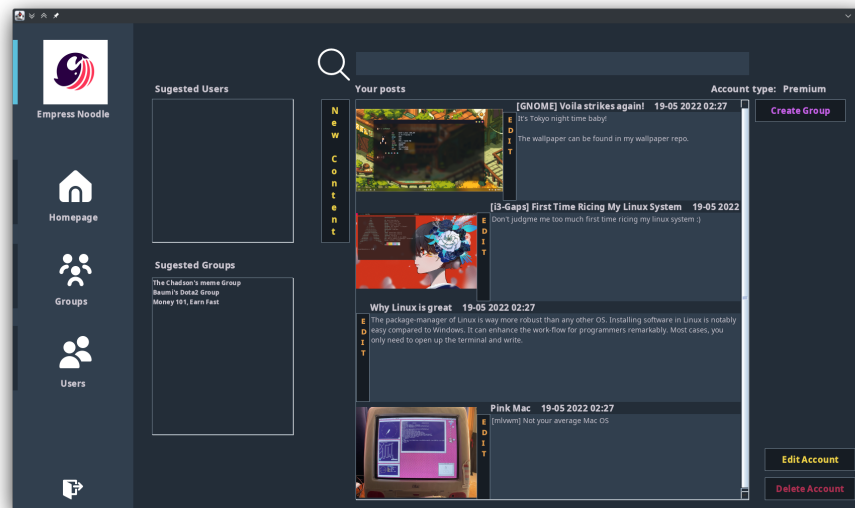 Empress Noodle
Homepage
Groups
Users
Sugested Users
Sugested Groups
The Chadson's meme Group
Baumi's Dota2 Group
Money 101, Earn Fast
New Content
Your posts
Account type: Premium
Create Group
[GNOME] Voila strikes again! 19-05 2022 02:27
EDIT
It's Tokyo night time baby!
The wallpaper can be found in my wallpaper repo.
[i3-Gaps] First Time Ricing My Linux System 19-05 2022
EDIT
Don't judgme me too much first time ricing my linux system :)
Why Linux is great 19-05 2022 02:27
EDIT
The package-manager of Linux is way more robust than any other OS. Installing software in Linux is notably
easy compared to Windows. It can enhance the work-flow for programmers remarkably. Most cases, you
only need to open up the terminal and write.
Pink Mac 19-05 2022 02:27
EDIT
[mlvwm] Not your average Mac OS
Edit Account
Delete Account